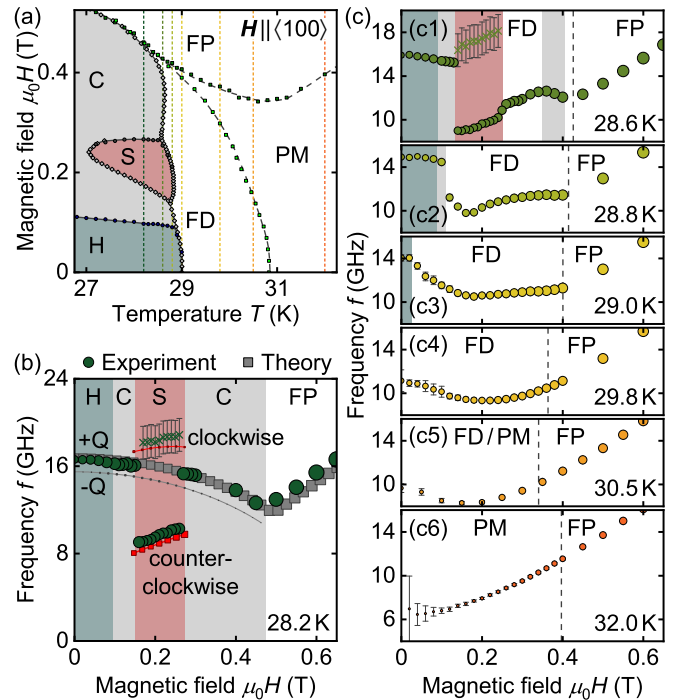 (a)
H||⟨100⟩
FP
C
S
PM
H
FD
0.4
0.2
0
27
29
31
Magnetic field μ0H (T)
Temperature T (K)
(b)
Experiment
Theory
H
C
S
C
FP
+Q
-Q
clockwise
counter-
clockwise
28.2 K
24
16
8
0
0
0.2
0.4
0.6
Frequency f (GHz)
Magnetic field μ0H (T)
(c)
(c1)
FD
FP
28.6 K
18
14
10
(c2)
FD
FP
28.8 K
14
10
(c3)
FD
FP
29.0 K
14
10
(c4)
FD
FP
29.8 K
14
10
(c5)
FD / PM
FP
30.5 K
14
10
(c6)
PM
FP
32.0 K
14
10
6
0
0.2
0.4
0.6
Frequency f (GHz)
Magnetic field μ0H (T)